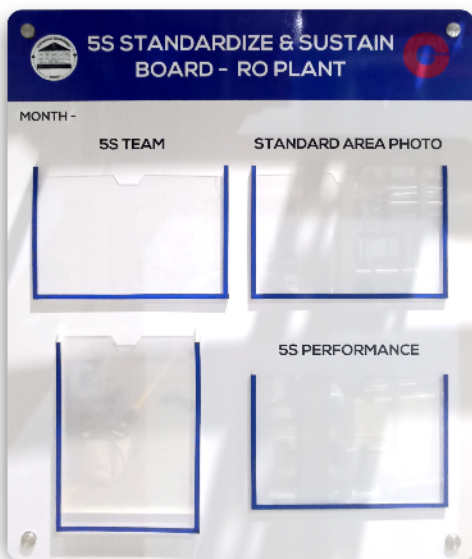 5S STANDARDIZE & SUSTAIN
BOARD - RO PLANT
MONTH -
5S TEAM
STANDARD AREA PHOTO
5S PERFORMANCE